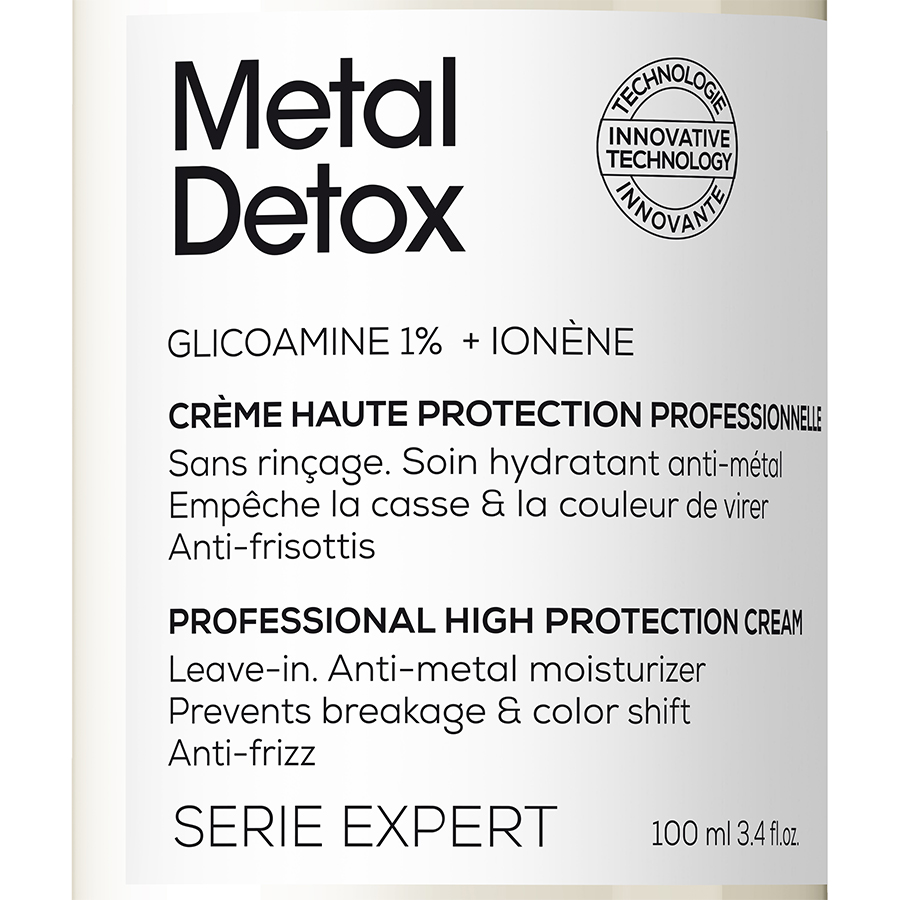 Metal
Detox
TECHNOLOGIE
INNOVATIVE
TECHNOLOGY
INNOVANTE
GLICOAMINE 1% + IONÈNE
CRÈME HAUTE PROTECTION PROFESSIONNELLE
Sans rinçage. Soin hydratant anti-métal
Empêche la casse & la couleur de virer
Anti-frisottis
PROFESSIONAL HIGH PROTECTION CREAM
Leave-in. Anti-metal moisturizer
Prevents breakage & color shift
Anti-frizz
SERIE EXPERT
100 ml 3.4 fl.oz.